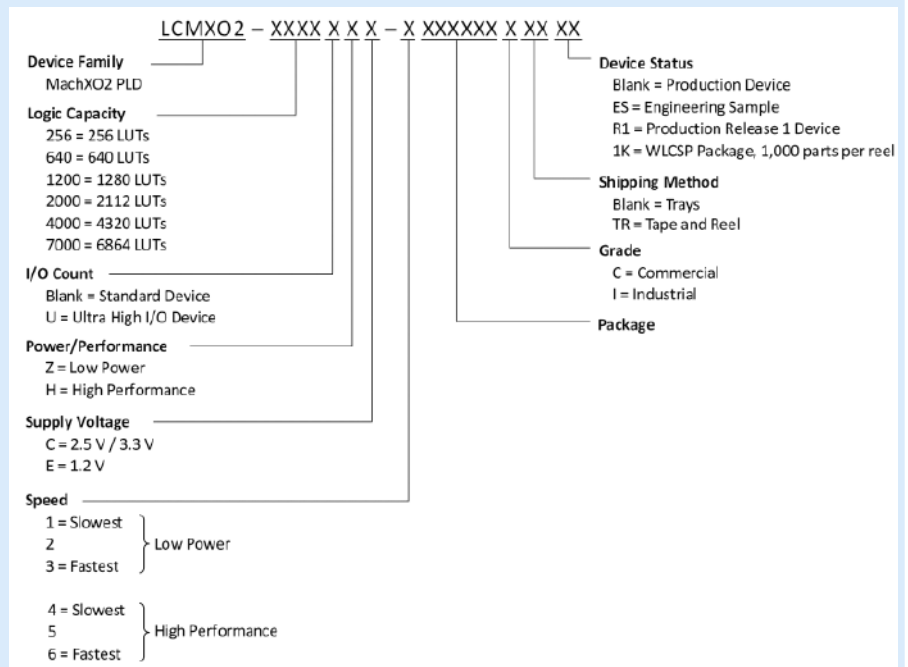 LCMXO2 – XXXX X X X – X XXXXXX X XX XX
Device Family
MachXO2 PLD
Logic Capacity
256 = 256 LUTs
640 = 640 LUTs
1200 = 1280 LUTs
2000 = 2112 LUTs
4000 = 4320 LUTs
7000 = 6864 LUTs
I/O Count
Blank = Standard Device
U = Ultra High I/O Device
Power/Performance
Z = Low Power
H = High Performance
Supply Voltage
C = 2.5 V / 3.3 V
E = 1.2 V
Speed
1 = Slowest
2
3 = Fastest
Low Power
4 = Slowest
5
6 = Fastest
High Performance
Device Status
Blank = Production Device
ES = Engineering Sample
R1 = Production Release 1 Device
1K = WLCSP Package, 1,000 parts per reel
Shipping Method
Blank = Trays
TR = Tape and Reel
Grade
C = Commercial
I = Industrial
Package